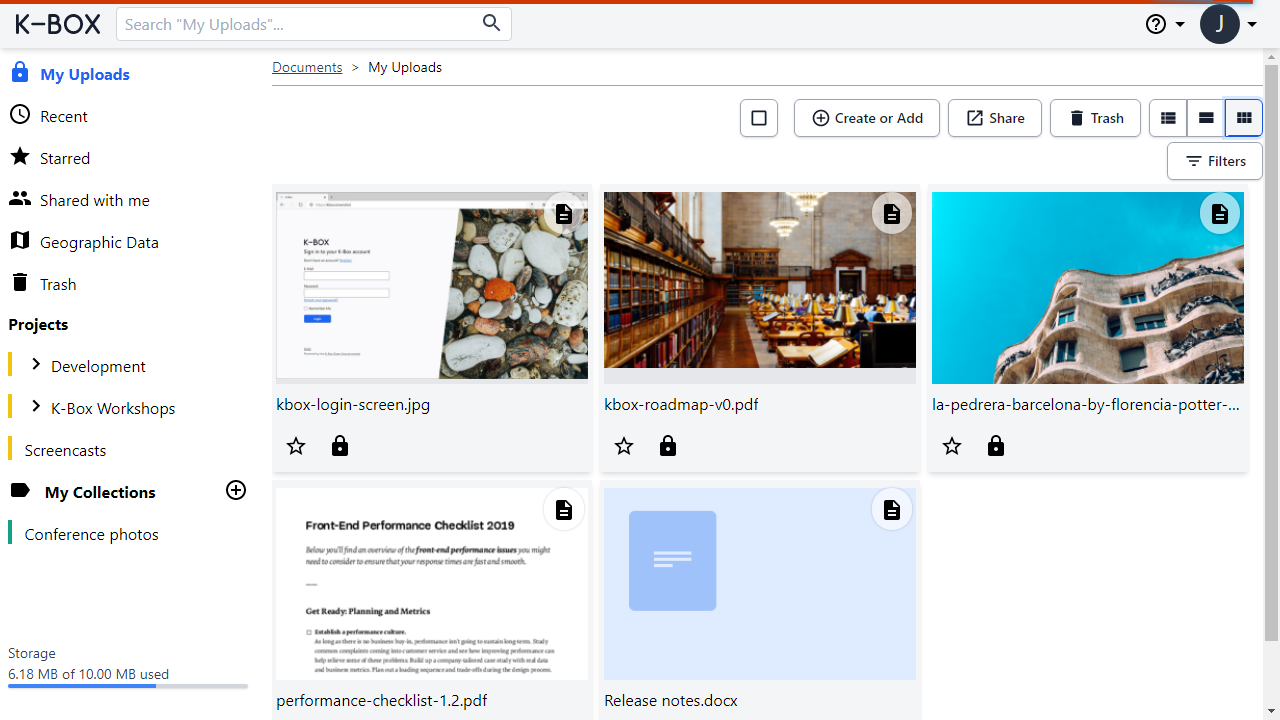 K-BOX
Search "My Uploads"...
J
My Uploads
Recent
Starred
Shared with me
Geographic Data
Trash
Projects
Development
K-Box Workshops
Screencasts
My Collections
Conference photos
Storage
6.18 MB of 10.00 MB used
Documents > My Uploads
Create or Add
Share
Trash
Filters
K-BOX
Sign in to your K-Box account
E-mail
Password
Remember me
Login
kbox-login-screen.jpg
kbox-roadmap-v0.pdf
la-pedrera-barcelona-by-florencia-potter-...
Front-End Performance Checklist 2019
Below you'll find an overview of the front-end performance issues you might
need to consider to ensure that your response times are fast and smooth.
Get Ready: Planning and Metrics
Establish a performance culture.
As long as there is no business buy-in, performance isn't going to sustain long term. Study
common complaints coming into customer service and see how improving performance can
help relieve some of these problems. Build up a company-tailored case study with real data
and business metrics. Plan out a loading sequence and trade-offs during the design process.
performance-checklist-1.2.pdf
Release notes.docx